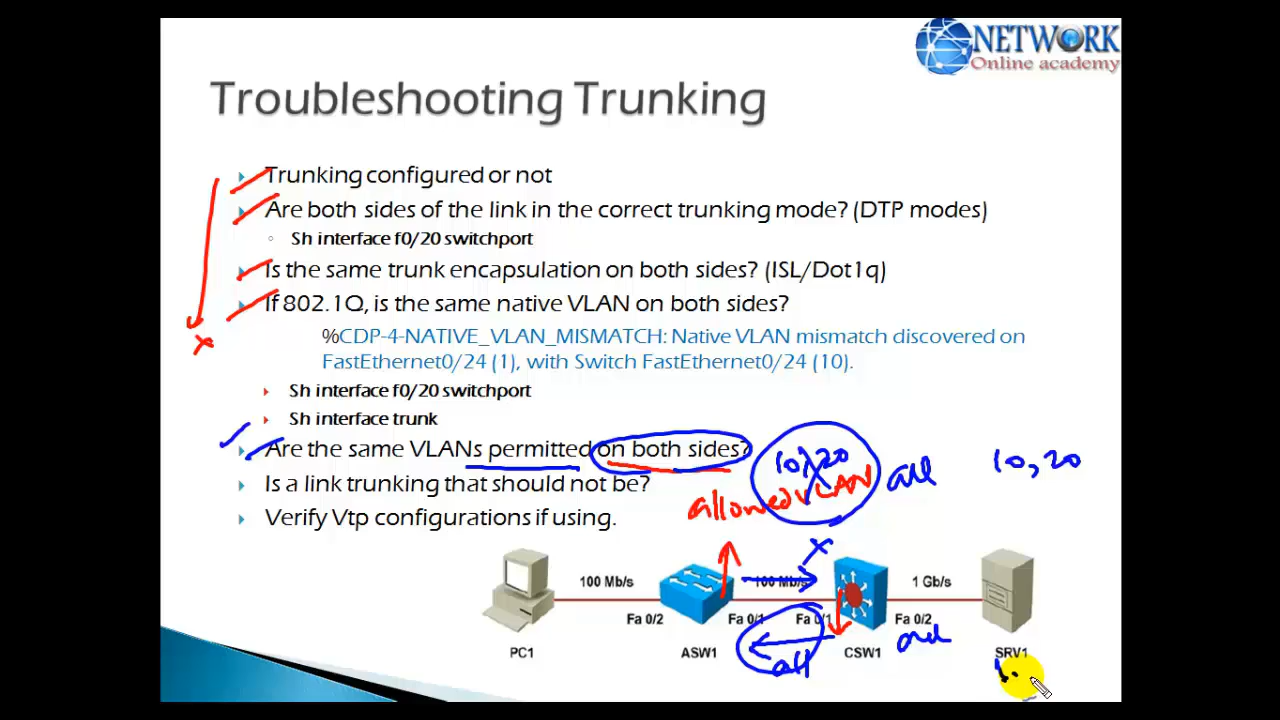 NETWORK
Online academy
Troubleshooting Trunking
Trunking configured or not
Are both sides of the link in the correct trunking mode? (DTP modes)
Sh interface f0/20 switchport
Is the same trunk encapsulation on both sides? (ISL/Dot1q)
If 802.1Q, is the same native VLAN on both sides?
%CDP-4-NATIVE_VLAN_MISMATCH: Native VLAN mismatch discovered on
FastEthernet0/24 (1), with Switch FastEthernet0/24 (10).
Sh interface f0/20 switchport
Sh interface trunk
Are the same VLANs permitted on both sides?
10, 20
10, 20
Is a link trunking that should not be?
allowed VLAN
all
Verify Vtp configurations if using.
100 Mb/s
100 Mb/s
1 Gb/s
Fa 0/2
Fa 0/1
Fa 0/1
Fa 0/2
all
all
PC1
ASW1
CSW1
SRV1